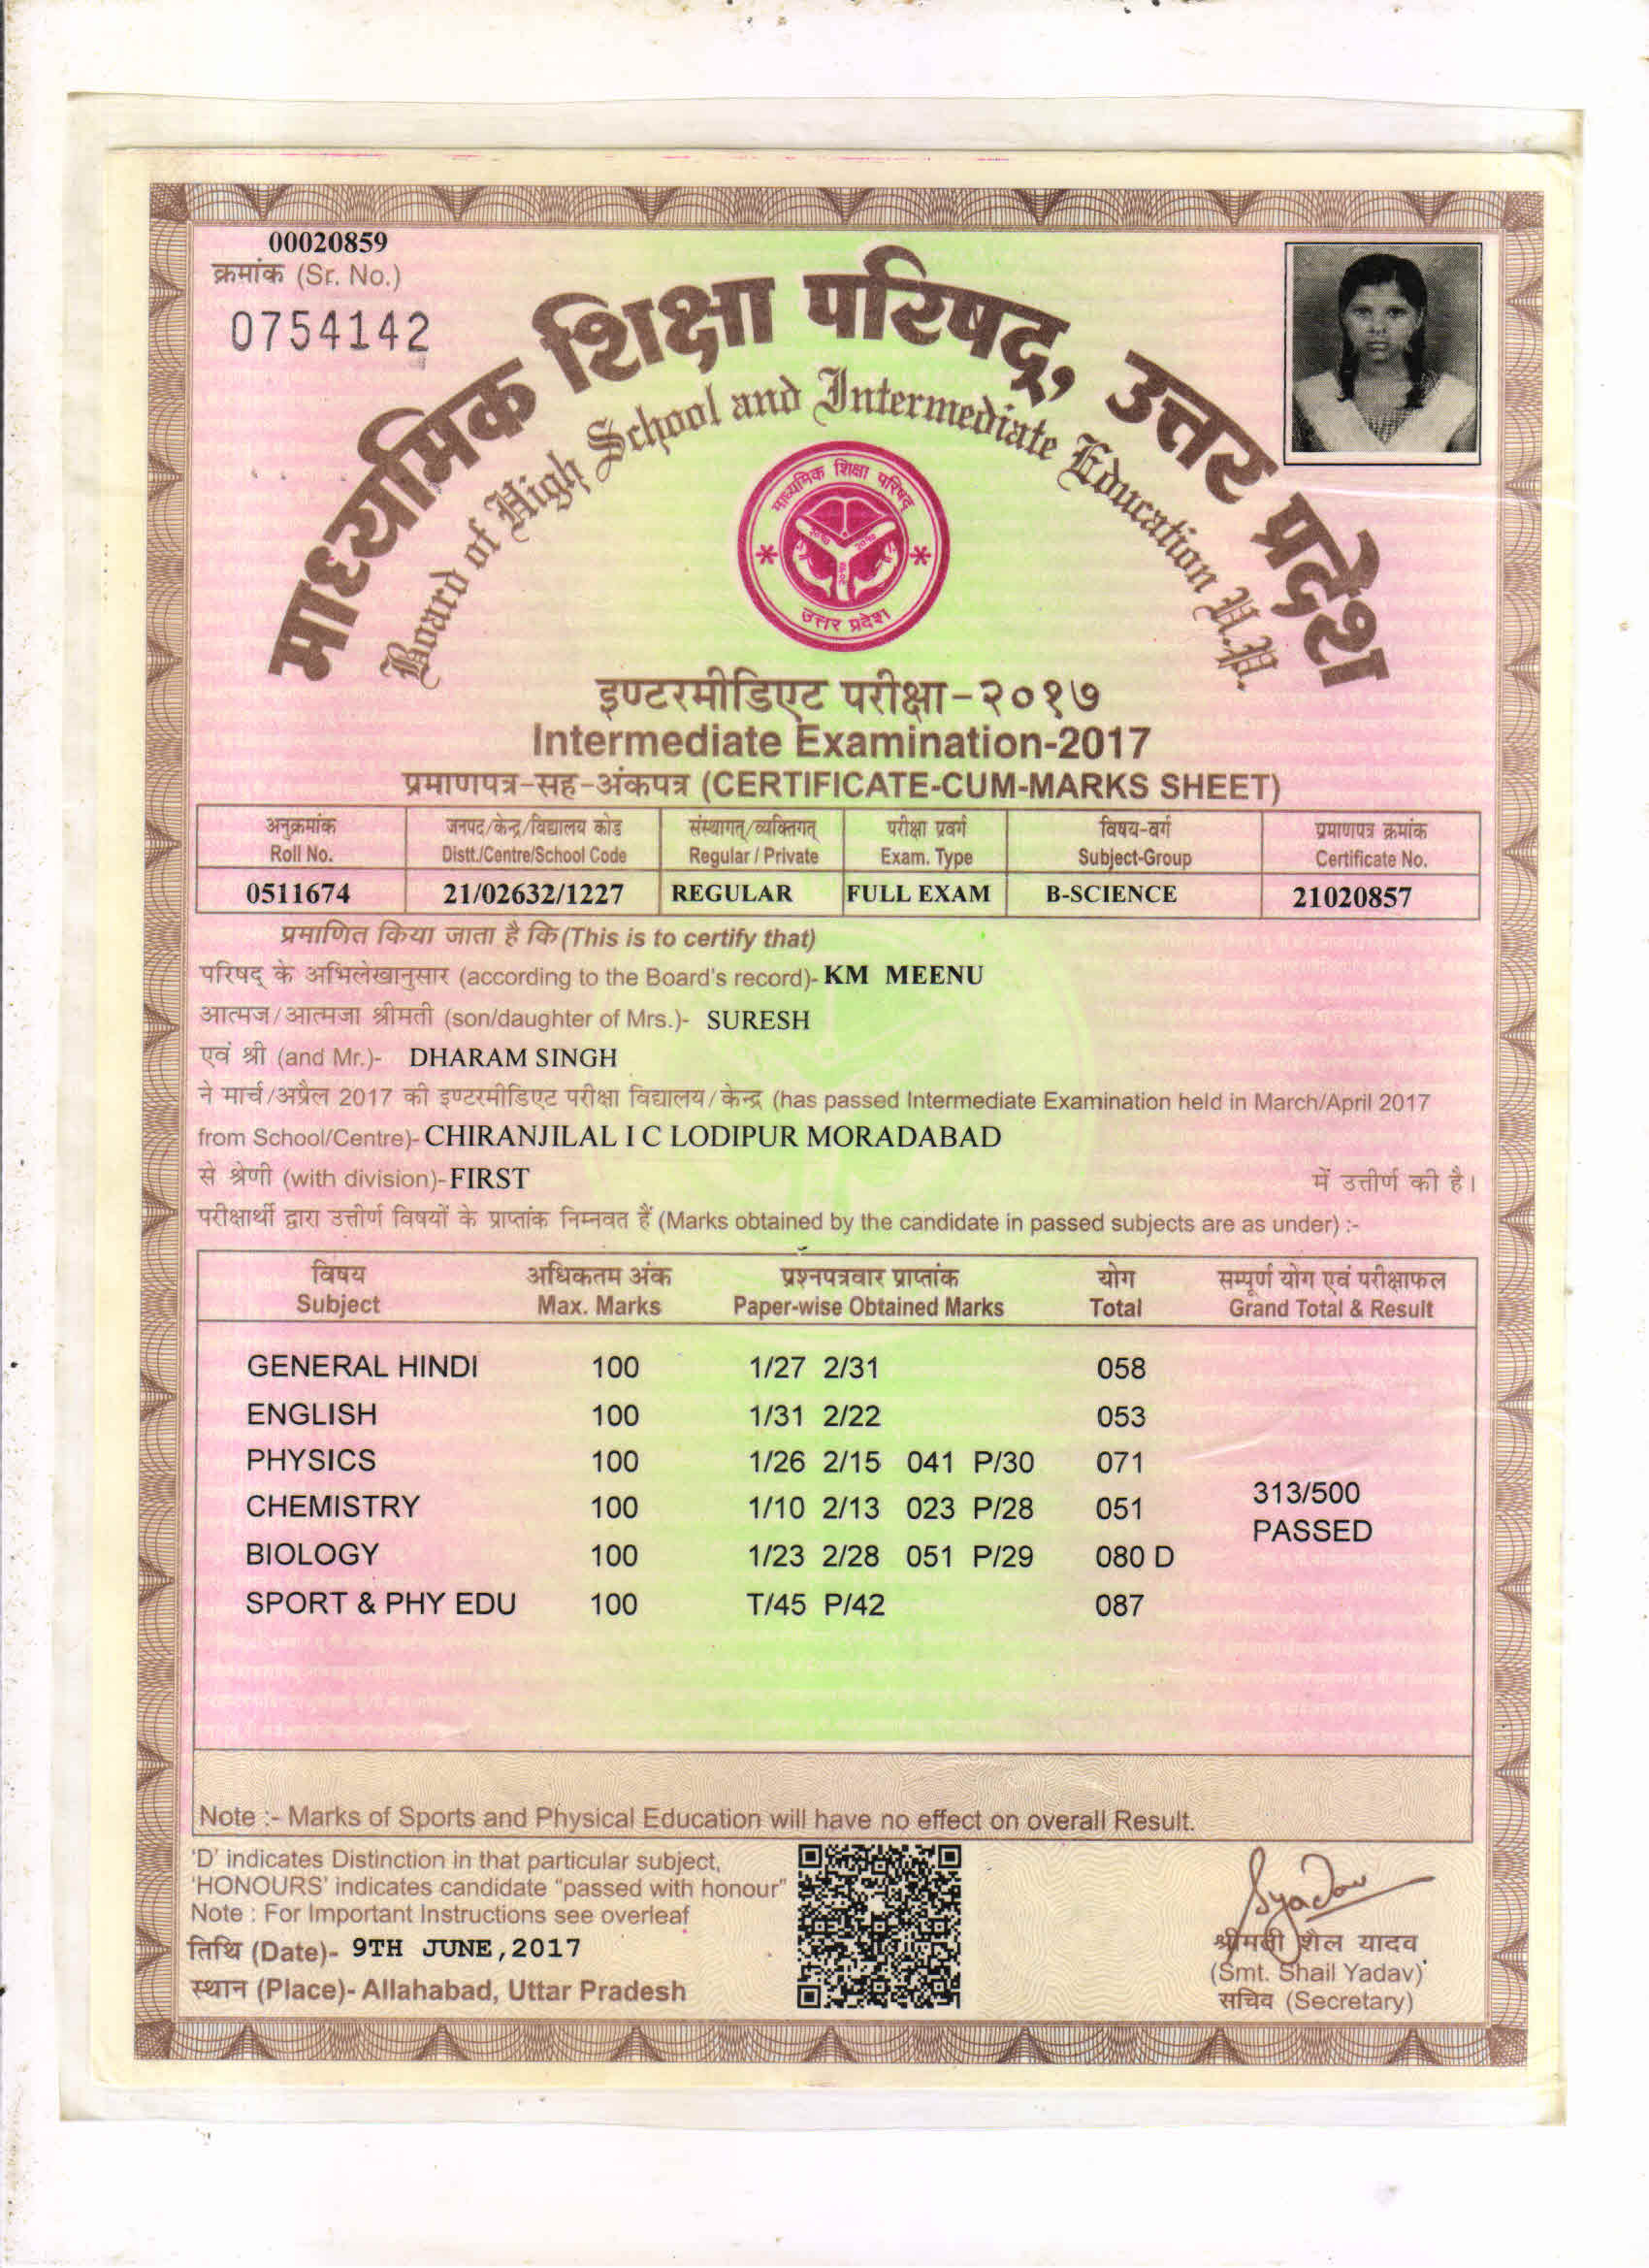 00020859
क्रमांक (Sr. No.)
0754142
माध्यमिक शिक्षा परिषद्, उत्तर प्रदेश
Board of High School and Intermediate Education U.P.
माध्यमिक शिक्षा परिषद्
उत्तर प्रदेश
इण्टरमीडिएट परीक्षा-२०१७
Intermediate Examination-2017
प्रमाणपत्र-सह-अंकपत्र (CERTIFICATE-CUM-MARKS SHEET)
अनुक्रमांक जनपद/केन्द्र/विद्यालय कोड संस्थागत्/व्यक्तिगत् परीक्षा प्रवर्ग विषय-वर्ग प्रमाणपत्र क्रमांक
Roll No. Distt./Centre/School Code Regular / Private Exam. Type Subject-Group Certificate No.
0511674 21/02632/1227 REGULAR FULL EXAM B-SCIENCE 21020857
प्रमाणित किया जाता है कि (This is to certify that)
परिषद् के अभिलेखानुसार (according to the Board's record)- KM MEENU
आत्मज/आत्मजा श्रीमती (son/daughter of Mrs.)- SURESH
एवं श्री (and Mr.)- DHARAM SINGH
ने मार्च/अप्रैल 2017 की इण्टरमीडिएट परीक्षा विद्यालय/केन्द्र (has passed Intermediate Examination held in March/April 2017
from School/Centre)- CHIRANJILAL I C LODIPUR MORADABAD
से श्रेणी (with division)- FIRST में उत्तीर्ण की है।
परीक्षार्थी द्वारा उत्तीर्ण विषयों के प्राप्तांक निम्नवत हैं (Marks obtained by the candidate in passed subjects are as under) :-
विषय अधिकतम अंक प्रश्नपत्रवार प्राप्तांक योग सम्पूर्ण योग एवं परीक्षाफल
Subject Max. Marks Paper-wise Obtained Marks Total Grand Total & Result
GENERAL HINDI 100 1/27 2/31 058
ENGLISH 100 1/31 2/22 053
PHYSICS 100 1/26 2/15 041 P/30 071
313/500
CHEMISTRY 100 1/10 2/13 023 P/28 051
PASSED
BIOLOGY 100 1/23 2/28 051 P/29 080 D
SPORT & PHY EDU 100 T/45 P/42 087
Note :- Marks of Sports and Physical Education will have no effect on overall Result.
'D' indicates Distinction in that particular subject,
'HONOURS' indicates candidate "passed with honour"
Note : For Important Instructions see overleaf
तिथि (Date)- 9TH JUNE,2017
स्थान (Place)- Allahabad, Uttar Pradesh
Syadav
श्रीमती शैल यादव
(Smt. Shail Yadav)
सचिव (Secretary)